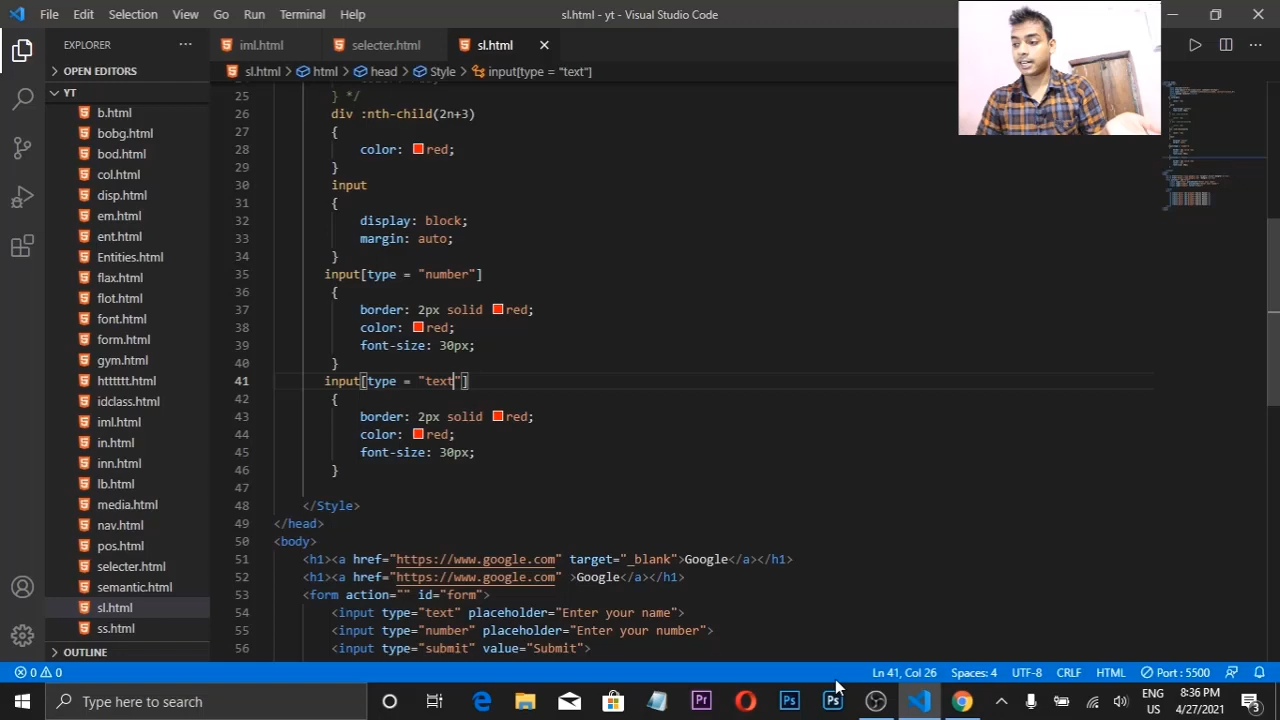 File Edit Selection View Go Run Terminal Help
sl.html - yt - Visual Studio Code
EXPLORER
iml.html
selecter.html
sl.html
OPEN EDITORS
sl.html > html > head > Style > input[type = "text"]
YT
b.html
bobg.html
bod.html
col.html
disp.html
em.html
ent.html
Entities.html
flax.html
flot.html
font.html
form.html
gym.html
htttttt.html
idclass.html
iml.html
in.html
inn.html
lb.html
media.html
nav.html
pos.html
selecter.html
semantic.html
sl.html
ss.html
OUTLINE
25 } */
26 div :nth-child(2n+3)
27 {
28 color: red;
29 }
30 input
31 {
32 display: block;
33 margin: auto;
34 }
35 input[type = "number"]
36 {
37 border: 2px solid red;
38 color: red;
39 font-size: 30px;
40 }
41 input[type = "text"]
42 {
43 border: 2px solid red;
44 color: red;
45 font-size: 30px;
46 }
47
48 </Style>
49 </head>
50 <body>
51 <h1><a href="https://www.google.com" target="_blank">Google</a></h1>
52 <h1><a href="https://www.google.com" >Google</a></h1>
53 <form action="" id="form">
54 <input type="text" placeholder="Enter your name">
55 <input type="number" placeholder="Enter your number">
56 <input type="submit" value="Submit">
0 0 Ln 41, Col 26 Spaces: 4 UTF-8 CRLF HTML Port : 5500
Type here to search
Pr
Ps
Ps
ENG
US
8:36 PM
4/27/2021
3